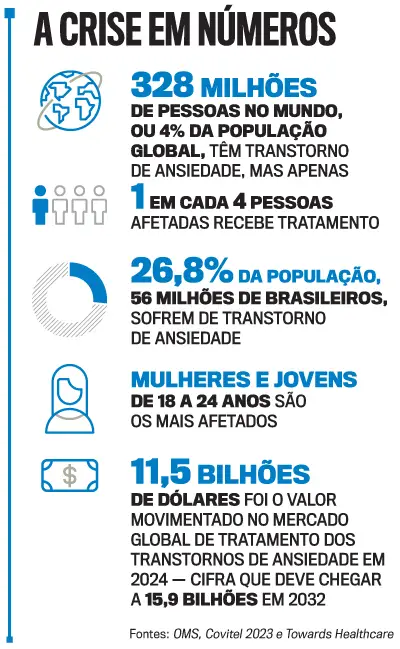 A CRISE EM NÚMEROS
328 MILHÕES
DE PESSOAS NO MUNDO,
OU 4% DA POPULAÇÃO
GLOBAL, TÊM TRANSTORNO
DE ANSIEDADE, MAS APENAS
1 EM CADA 4 PESSOAS
AFETADAS RECEBE TRATAMENTO
26,8% DA POPULAÇÃO,
56 MILHÕES DE BRASILEIROS,
SOFREM DE TRANSTORNO
DE ANSIEDADE
MULHERES E JOVENS
DE 18 A 24 ANOS SÃO
OS MAIS AFETADOS
$
11,5 BILHÕES
DE DÓLARES FOI O VALOR
MOVIMENTADO NO MERCADO
GLOBAL DE TRATAMENTO DOS
TRANSTORNOS DE ANSIEDADE EM
2024 — CIFRA QUE DEVE CHEGAR
A 15,9 BILHÕES EM 2032
Fontes: OMS, Covitel 2023 e Towards Healthcare